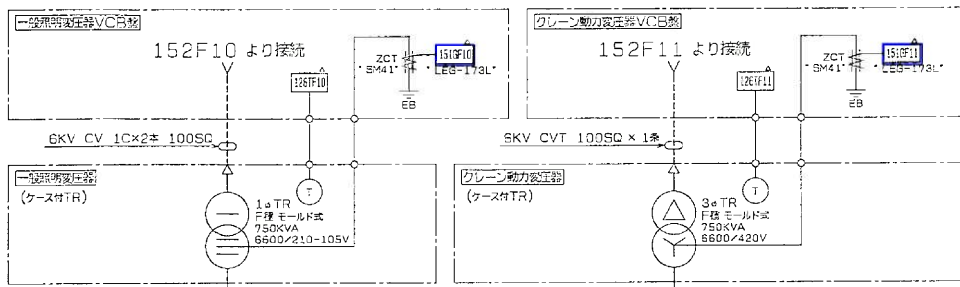 一般照明変圧器VCB盤
152F10 より接続
126TF10
ZCT
"SM41"
151GF10
"LEG-173L"
EB
6KV CV 1C×2本 100SQ
一般照明変圧器
(ケース付TR)
T
1φTR
F種 モールド式
750KVA
6600/210-105V
クレーン動力変圧器VCB盤
152F11 より接続
126TF11
ZCT
"SM41"
151GF11
"LEG-173L"
EB
6KV CVT 100SQ × 1条
クレーン動力変圧器
(ケース付TR)
T
3φTR
F種 モールド式
750KVA
6600/420V